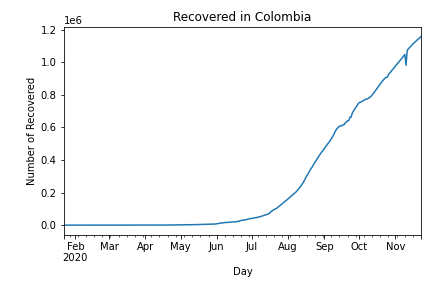 Recovered in Colombia
1e6
1.2
1.0
0.8
0.6
0.4
0.2
0.0
Number of Recovered
Feb Mar Apr May Jun Jul Aug Sep Oct Nov
2020
Day